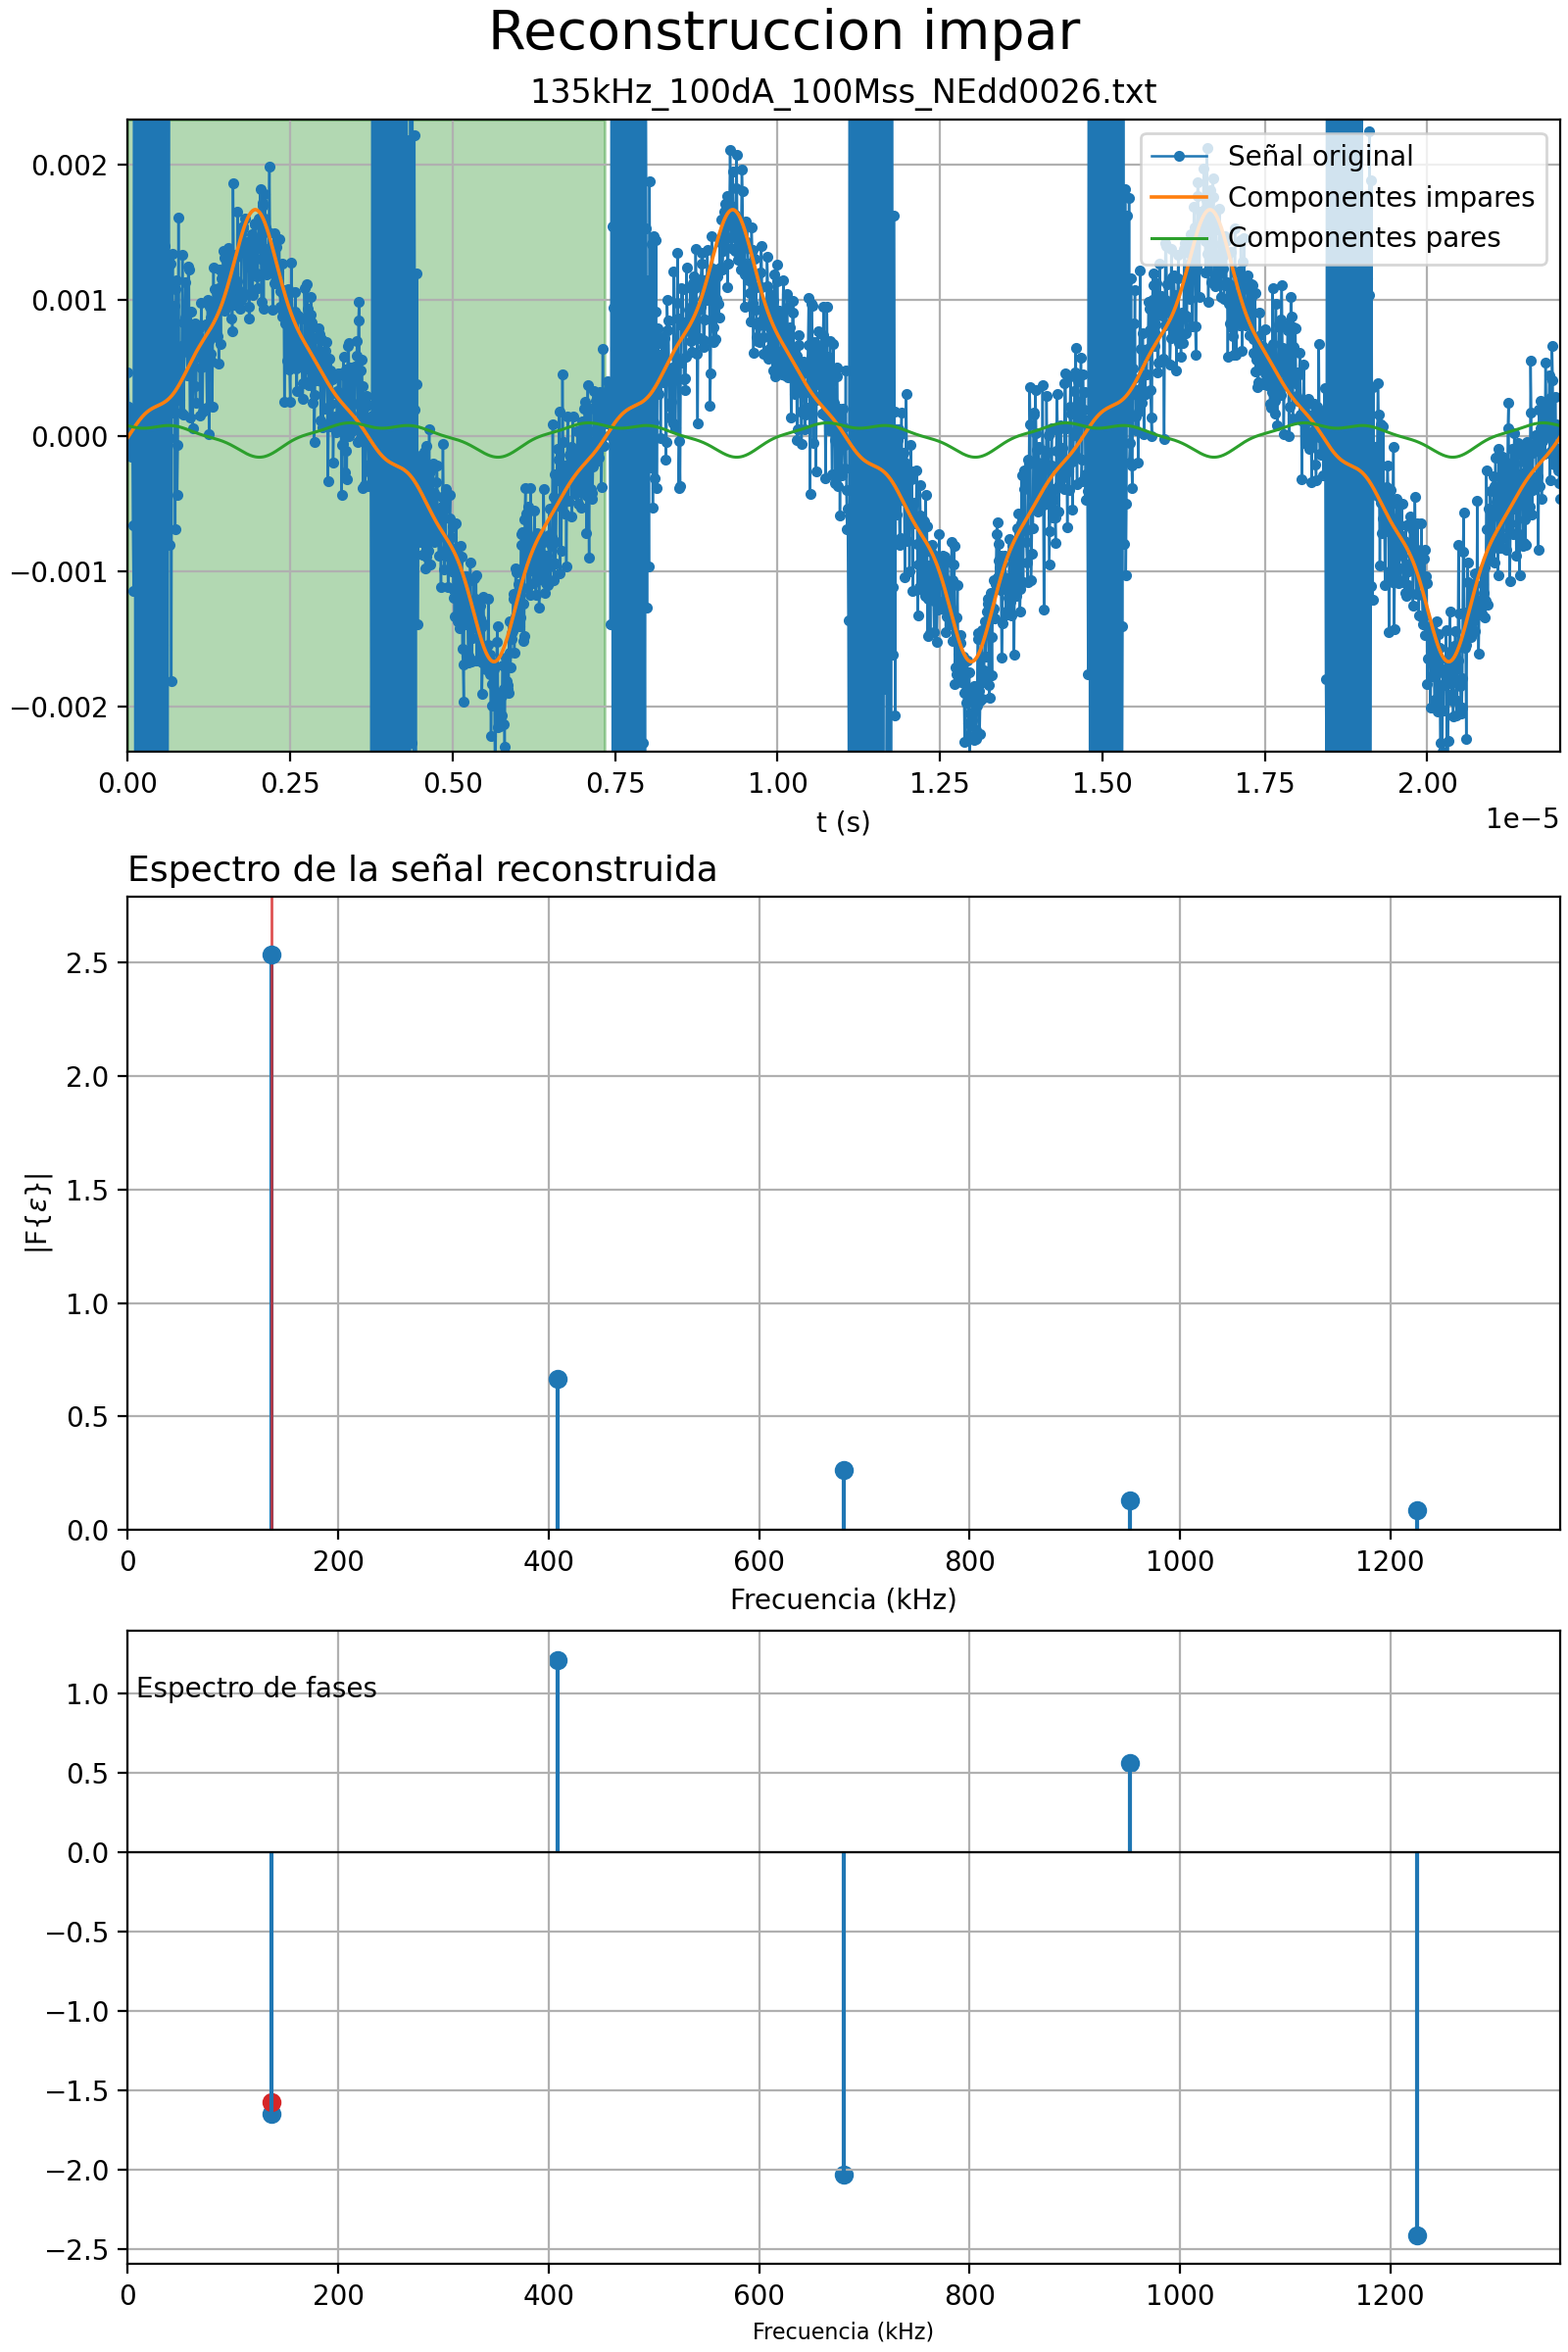 Reconstruccion impar
135kHz_100dA_100Mss_NEdd0026.txt
Señal original
Componentes impares
Componentes pares
0.002
0.001
0.000
−0.001
−0.002
0.00 0.25 0.50 0.75 1.00 1.25 1.50 1.75 2.00
t (s)
1e−5
Espectro de la señal reconstruida
|F{ε}|
2.5
2.0
1.5
1.0
0.5
0.0
0 200 400 600 800 1000 1200
Frecuencia (kHz)
Espectro de fases
1.0
0.5
0.0
−0.5
−1.0
−1.5
−2.0
−2.5
0 200 400 600 800 1000 1200
Frecuencia (kHz)